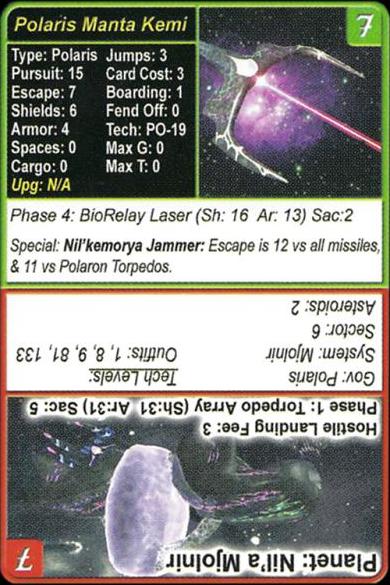 Polaris Manta Kemi
7
Type: Polaris Jumps: 3
Pursuit: 15 Card Cost: 3
Escape: 7 Boarding: 1
Shields: 6 Fend Off: 0
Armor: 4 Tech: PO-19
Spaces: 0 Max G: 0
Cargo: 0 Max T: 0
Upg: N/A
Phase 4: BioRelay Laser (Sh: 16 Ar: 13) Sac:2
Special: Nil'kemorya Jammer: Escape is 12 vs all missiles,
& 11 vs Polaron Torpedos.
Planet: Nil'a Mjolnir
7
Hostile Landing Fee: 3
Phase 1: Torpedo Array (Sh:31 Ar:31) Sac: 5
Gov: Polaris Tech Levels:
System: Mjolnir Outfits: 1, 8, 9, 81, 133
Sector: 6
Asteroids: 2